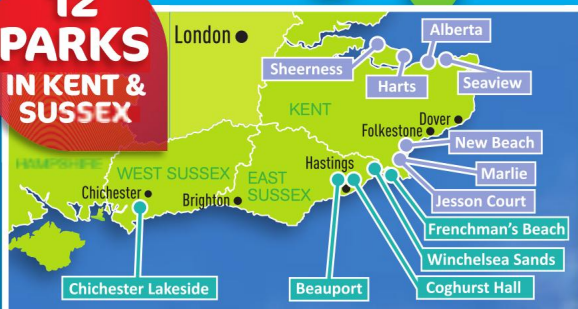 12
PARKS
IN KENT &
SUSSEX
London
Alberta
Sheerness
Harts
Seaview
KENT
Dover
Folkestone
New Beach
HAMPSHIRE
WEST SUSSEX
EAST
SUSSEX
Hastings
Marlie
Chichester
Brighton
Jesson Court
Frenchman's Beach
Winchelsea Sands
Chichester Lakeside
Beauport
Coghurst Hall